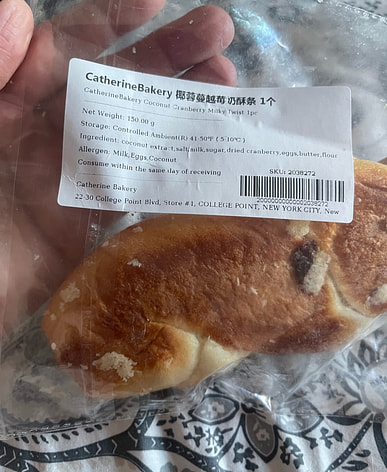 CatherineBakery 椰蓉蔓越莓奶酥条 1个
CatherineBakery Coconut Cranberry Milky Twist 1pc
Net Weight: 150.00 g
Storage: Controlled Ambient(R) 41-50°F ( 5-10°C )
Ingredient: coconut extract,salt,milk,sugar,dried cranberry,eggs,butter,flour
Allergen: Milk,Eggs,Coconut
Consume within the same day of receiving
SKU: 2038272
Catherine Bakery
22-30 College Point Blvd, Store #1, COLLEGE POINT, NEW YORK CITY, New